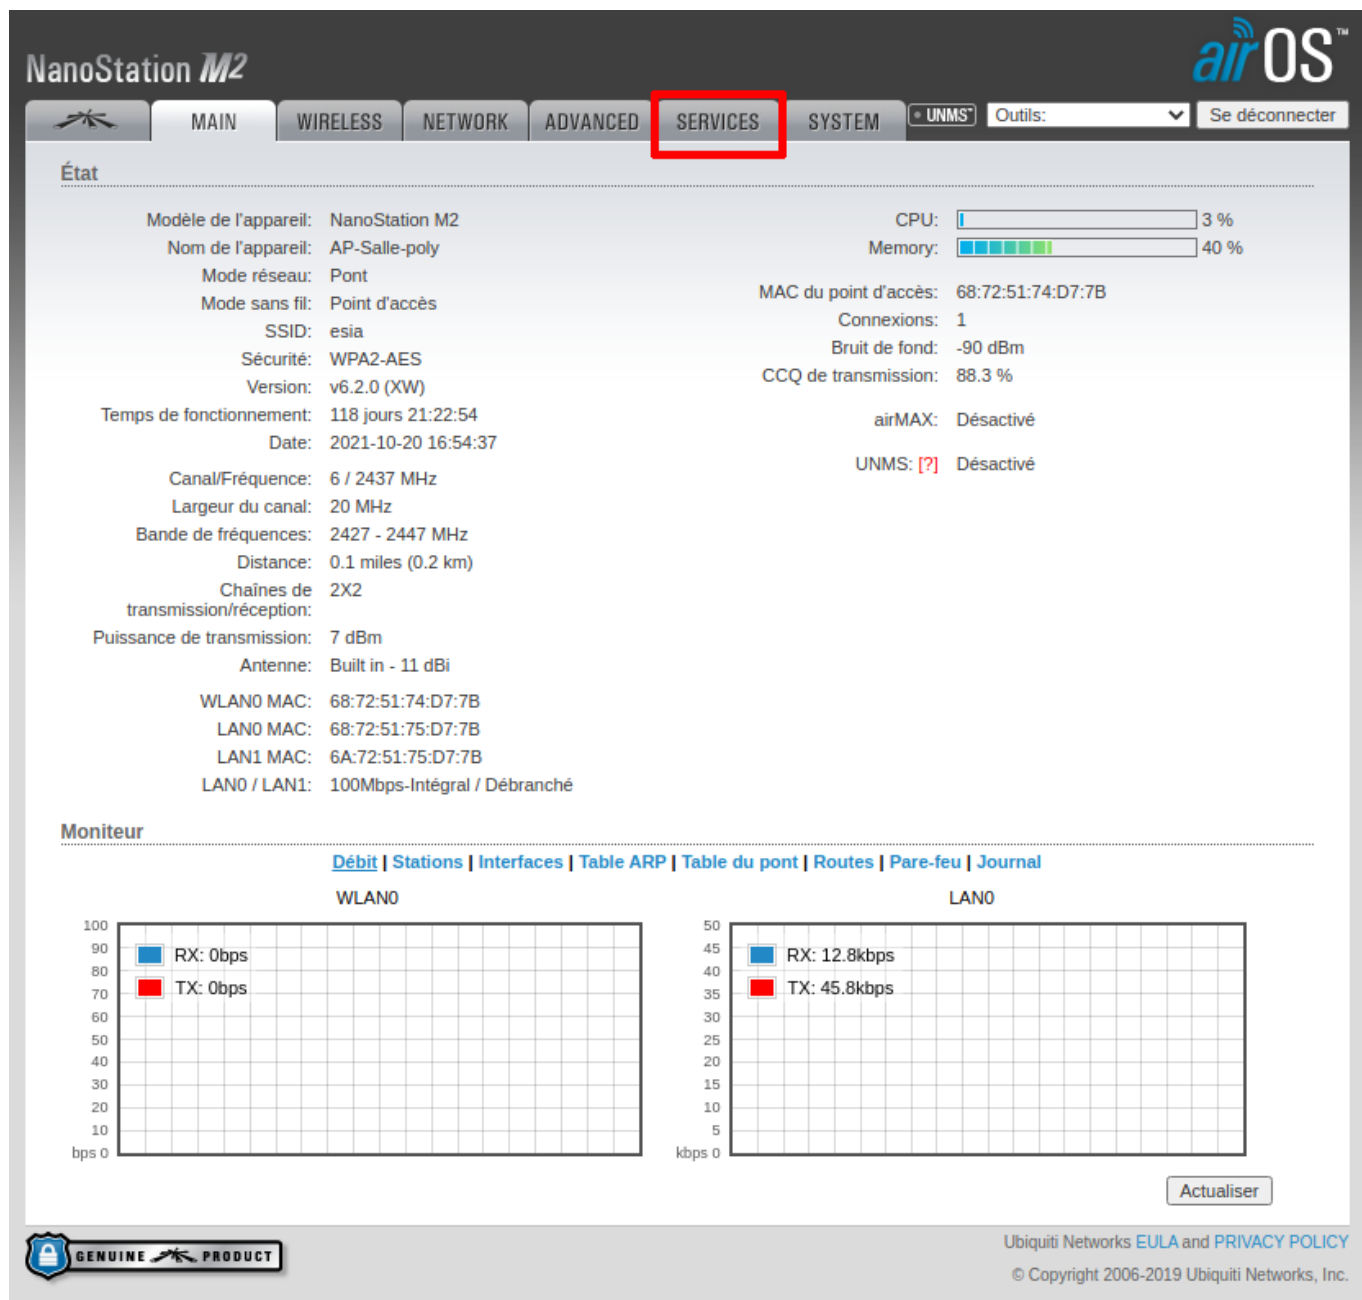 NanoStation M2
airOS™
MAIN WIRELESS NETWORK ADVANCED SERVICES SYSTEM UNMS™ Outils: Se déconnecter
État
Modèle de l'appareil: NanoStation M2
Nom de l'appareil: AP-Salle-poly
Mode réseau: Pont
Mode sans fil: Point d'accès
SSID: esia
Sécurité: WPA2-AES
Version: v6.2.0 (XW)
Temps de fonctionnement: 118 jours 21:22:54
Date: 2021-10-20 16:54:37
Canal/Fréquence: 6 / 2437 MHz
Largeur du canal: 20 MHz
Bande de fréquences: 2427 - 2447 MHz
Distance: 0.1 miles (0.2 km)
Chaînes de 2X2
transmission/réception:
Puissance de transmission: 7 dBm
Antenne: Built in - 11 dBi
WLAN0 MAC: 68:72:51:74:D7:7B
LAN0 MAC: 68:72:51:75:D7:7B
LAN1 MAC: 6A:72:51:75:D7:7B
LAN0 / LAN1: 100Mbps-Intégral / Débranché
CPU: 3 %
Memory: 40 %
MAC du point d'accès: 68:72:51:74:D7:7B
Connexions: 1
Bruit de fond: -90 dBm
CCQ de transmission: 88.3 %
airMAX: Désactivé
UNMS: [?] Désactivé
Moniteur
Débit | Stations | Interfaces | Table ARP | Table du pont | Routes | Pare-feu | Journal
WLAN0
100
90
80
70
60
50
40
30
20
10
bps 0
RX: 0bps
TX: 0bps
LAN0
50
45
40
35
30
25
20
15
10
5
kbps 0
RX: 12.8kbps
TX: 45.8kbps
Actualiser
GENUINE PRODUCT
Ubiquiti Networks EULA and PRIVACY POLICY
© Copyright 2006-2019 Ubiquiti Networks, Inc.